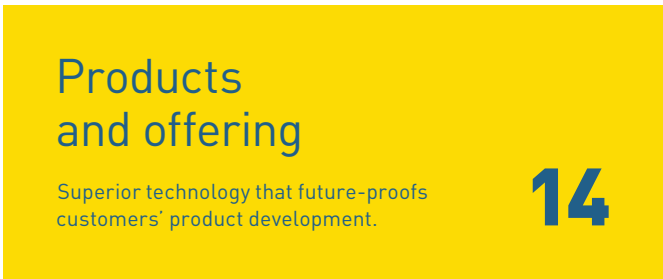 Products
and offering
Superior technology that future-proofs
customers’ product development.
14